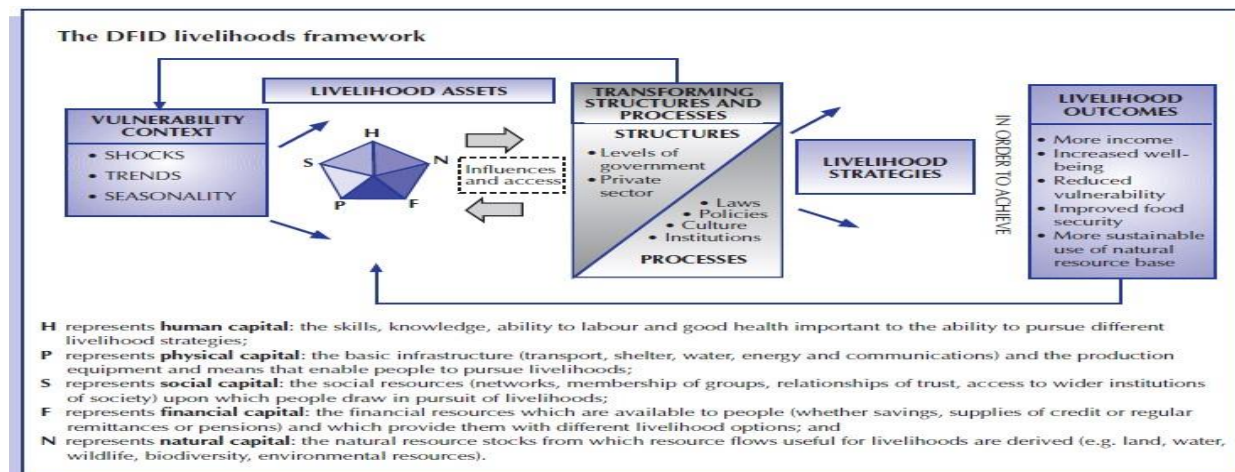 The DFID livelihoods framework
LIVELIHOOD ASSETS
VULNERABILITY
CONTEXT
• SHOCKS
• TRENDS
• SEASONALITY
H
S
N
P
F
Influences
and access
TRANSFORMING
STRUCTURES AND
PROCESSES
STRUCTURES
• Levels of
government
• Private
sector
• Laws
• Policies
• Culture
• Institutions
PROCESSES
LIVELIHOOD
STRATEGIES
IN ORDER TO ACHIEVE
LIVELIHOOD
OUTCOMES
• More income
• Increased well-
being
• Reduced
vulnerability
• Improved food
security
• More sustainable
use of natural
resource base
H represents human capital: the skills, knowledge, ability to labour and good health important to the ability to pursue different
livelihood strategies;
P represents physical capital: the basic infrastructure (transport, shelter, water, energy and communications) and the production
equipment and means that enable people to pursue livelihoods;
S represents social capital: the social resources (networks, membership of groups, relationships of trust, access to wider institutions
of society) upon which people draw in pursuit of livelihoods;
F represents financial capital: the financial resources which are available to people (whether savings, supplies of credit or regular
remittances or pensions) and which provide them with different livelihood options; and
N represents natural capital: the natural resource stocks from which resource flows useful for livelihoods are derived (e.g. land, water,
wildlife, biodiversity, environmental resources).